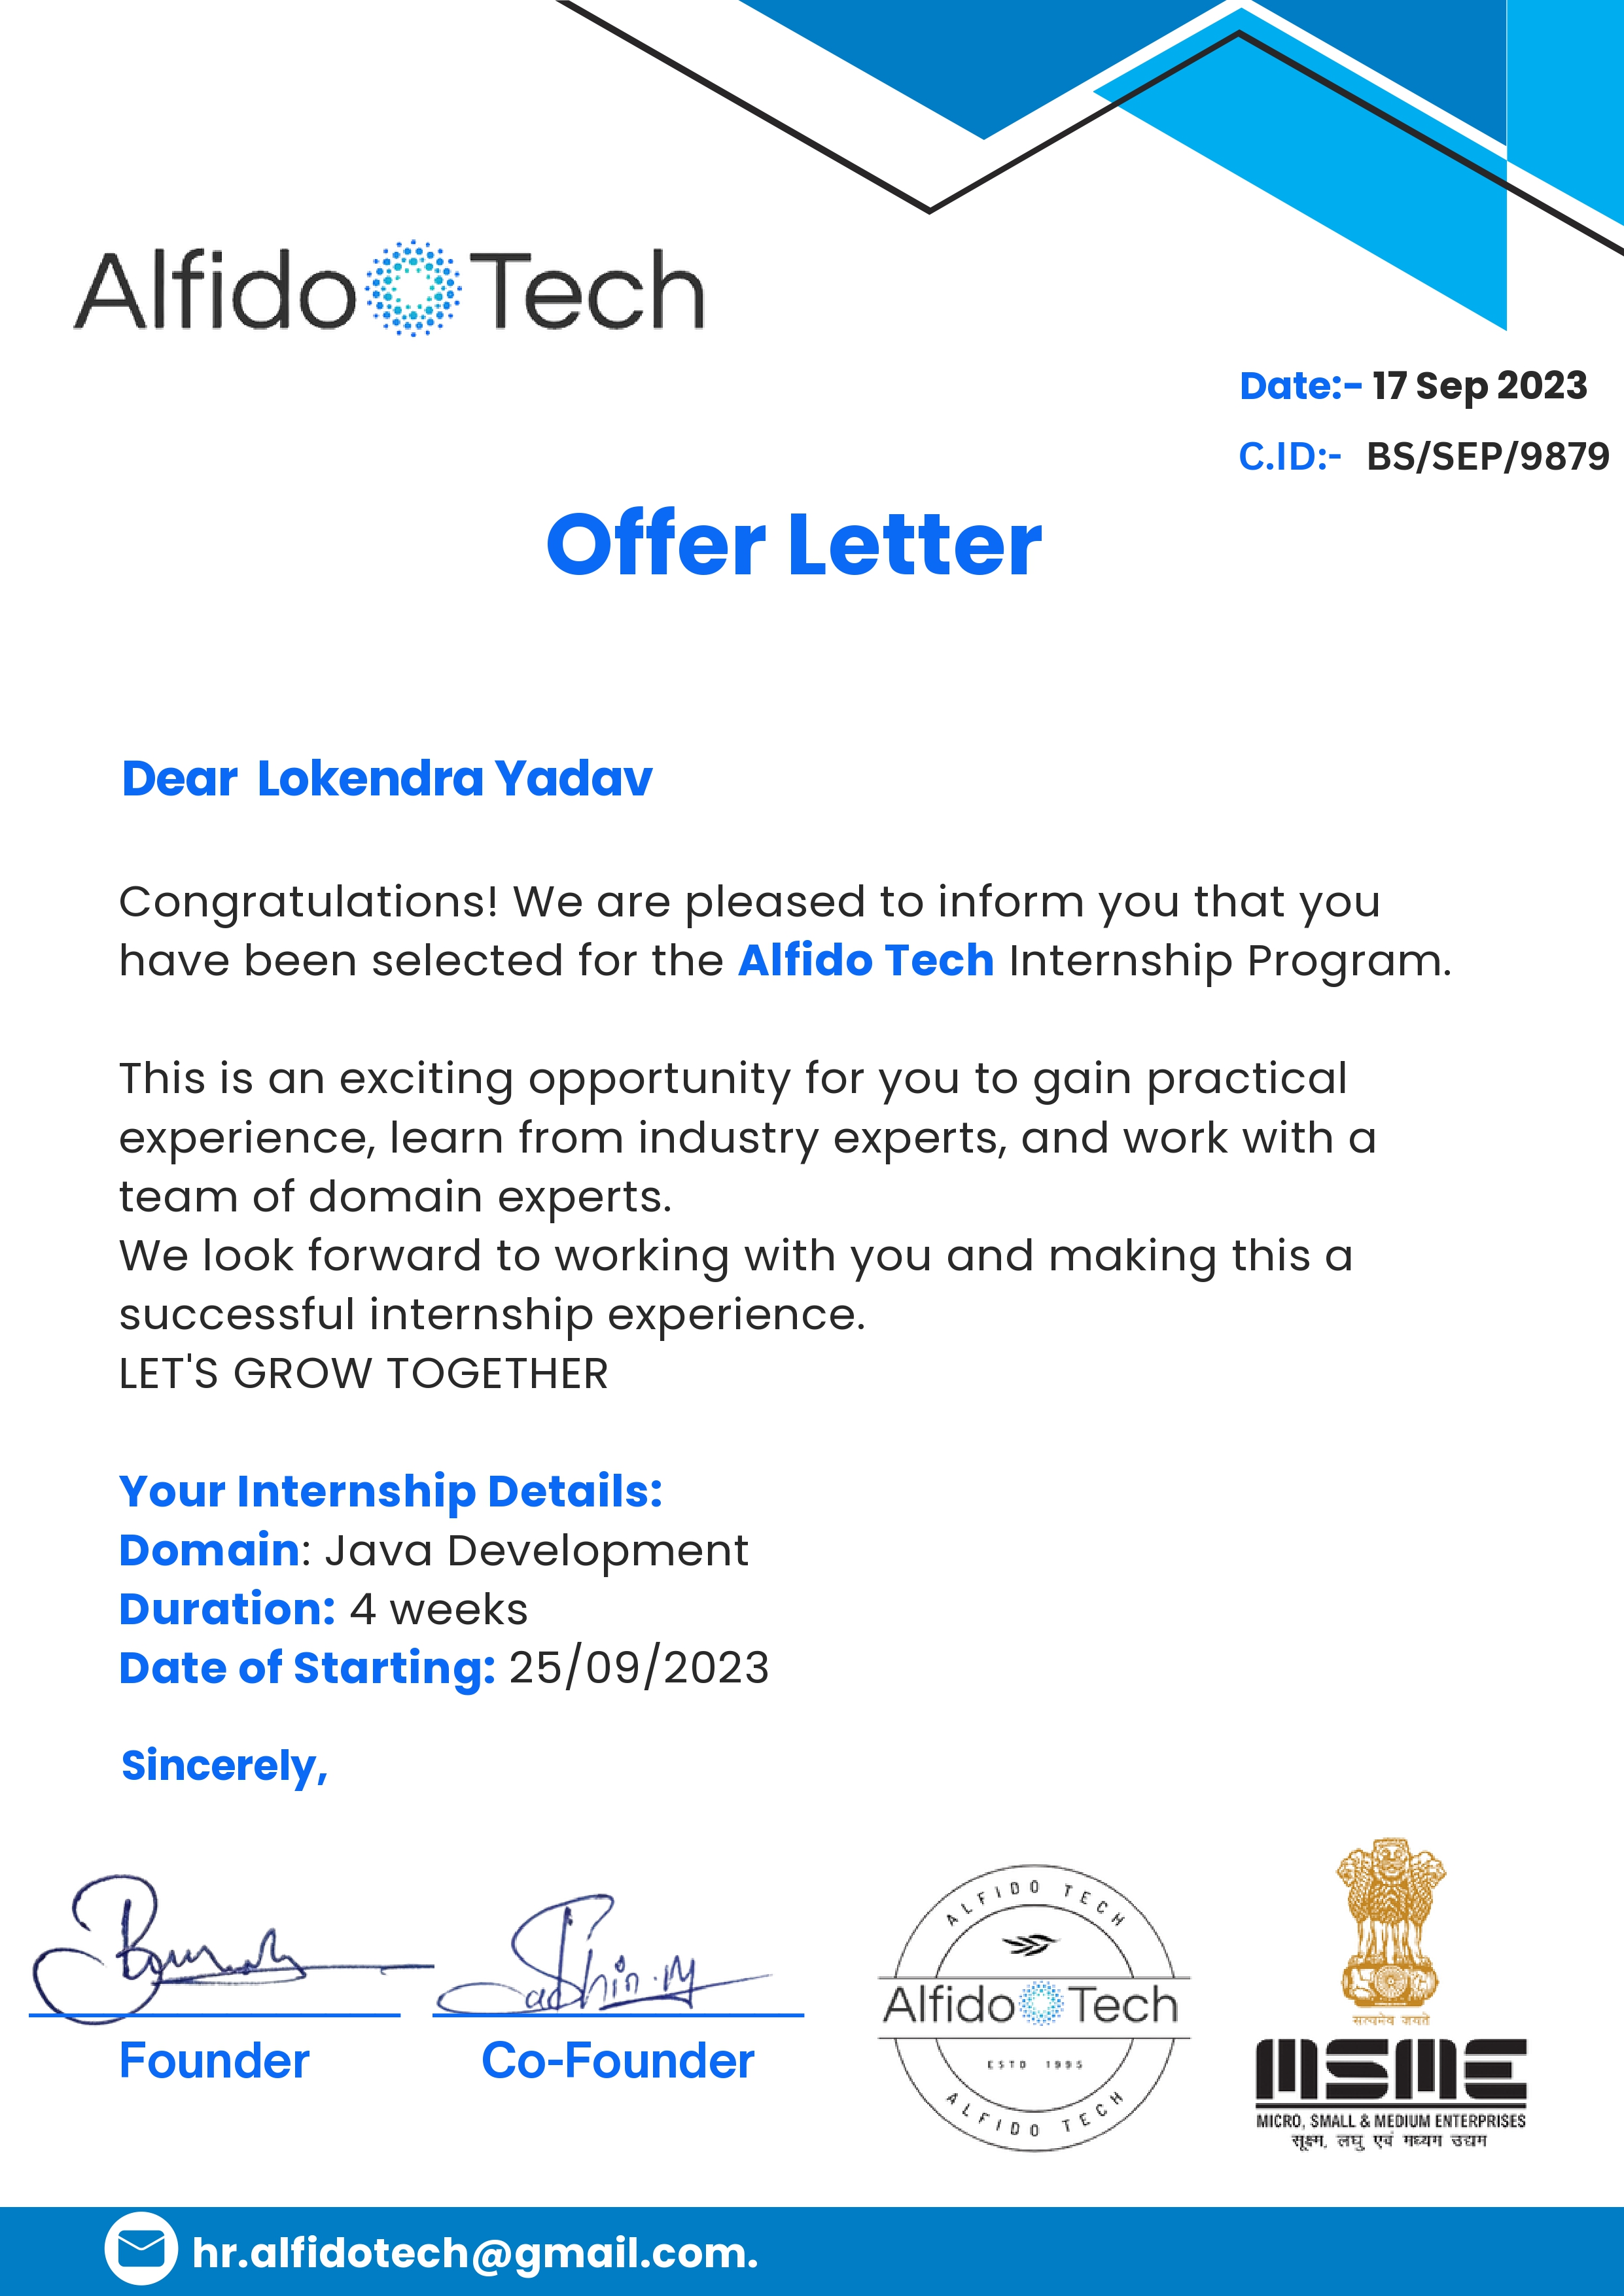 Alfido Tech
Date:- 17 Sep 2023
C.ID:- BS/SEP/9879
Offer Letter
Dear Lokendra Yadav
Congratulations! We are pleased to inform you that you
have been selected for the Alfido Tech Internship Program.
This is an exciting opportunity for you to gain practical
experience, learn from industry experts, and work with a
team of domain experts.
We look forward to working with you and making this a
successful internship experience.
LET'S GROW TOGETHER
Your Internship Details:
Domain: Java Development
Duration: 4 weeks
Date of Starting: 25/09/2023
Sincerely,
Sachin.M
Founder
Co-Founder
ALFIDO TECH
Alfido Tech
ESTD 1995
ALFIDO TECH
सत्यमेव जयते
MSME
MICRO, SMALL & MEDIUM ENTERPRISES
सूक्ष्म, लघु एवं मध्यम उद्यम
hr.alfidotech@gmail.com.